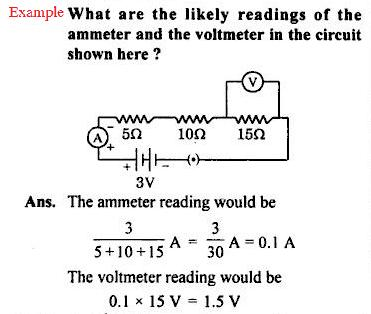 Example What are the likely readings of the
ammeter and the voltmeter in the circuit
shown here ?
V
A - + 5Ω 10Ω 15Ω
+ -
3V
Ans. The ammeter reading would be
3/(5+10+15) A = 3/30 A = 0.1 A
The voltmeter reading would be
0.1 × 15 V = 1.5 V